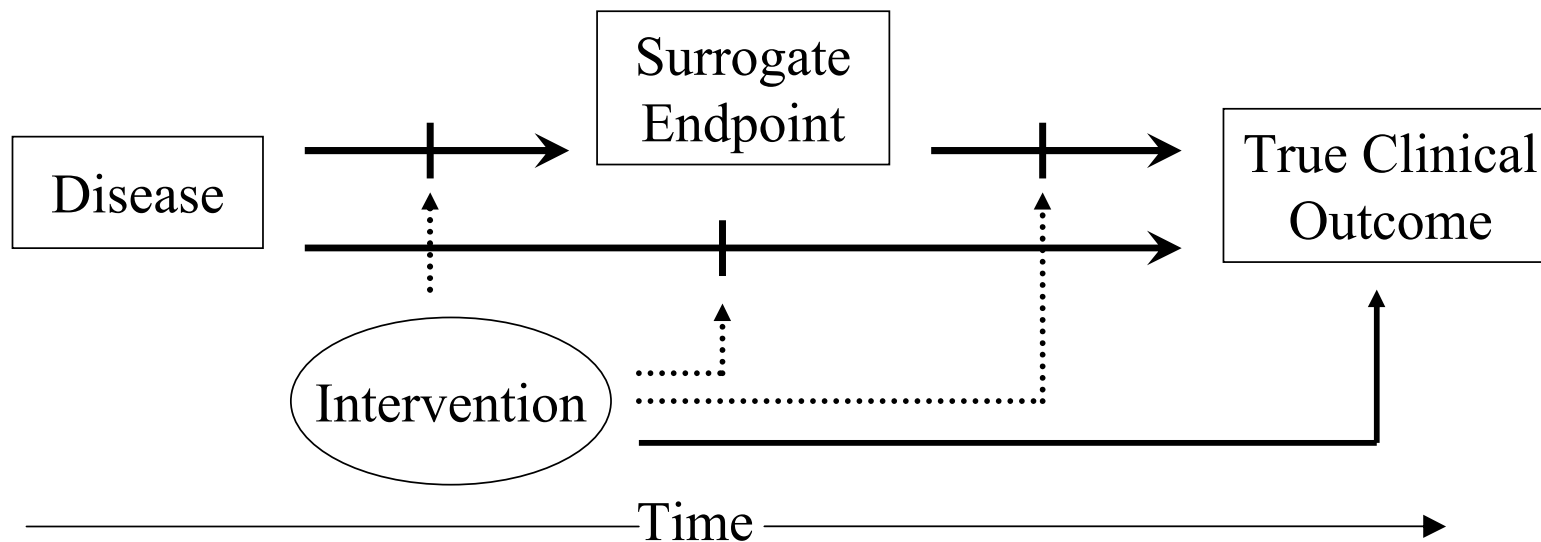 Surrogate
Endpoint
Disease
True Clinical
Outcome
Intervention
Time